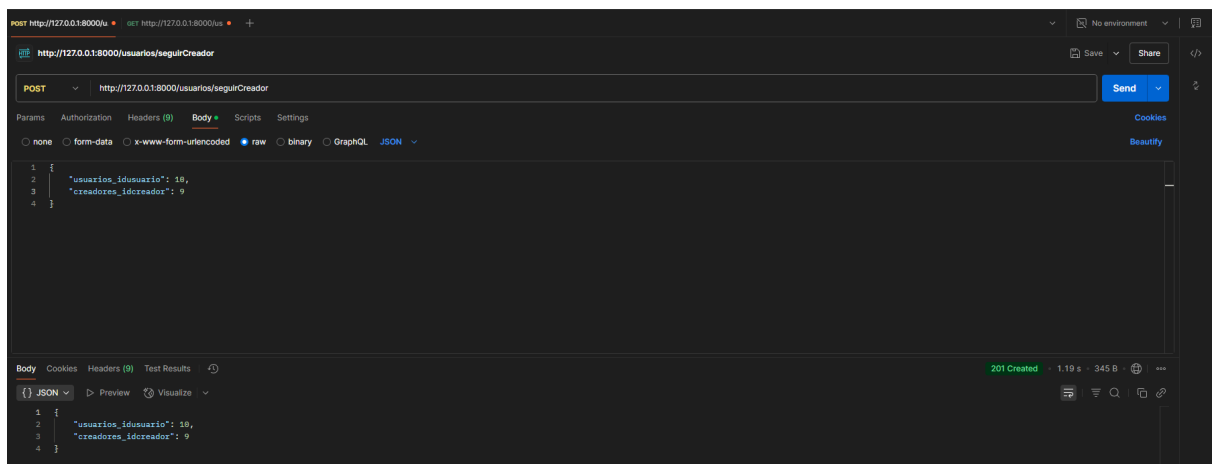 POST http://127.0.0.1:8000/u. GET http://127.0.0.1:8000/us + No environment
HTTP http://127.0.0.1:8000/usuarios/seguirCreador Save Share
POST http://127.0.0.1:8000/usuarios/seguirCreador Send
Params Authorization Headers (9) Body Scripts Settings Cookies
none form-data x-www-form-urlencoded raw binary GraphQL JSON Beautify
1 {
2 "usuarios_idusuario": 10,
3 "creadores_idcreador": 9
4 }
Body Cookies Headers (9) Test Results 201 Created 1.19 s 345 B
{} JSON Preview Visualize
1 {
2 "usuarios_idusuario": 10,
3 "creadores_idcreador": 9
4 }